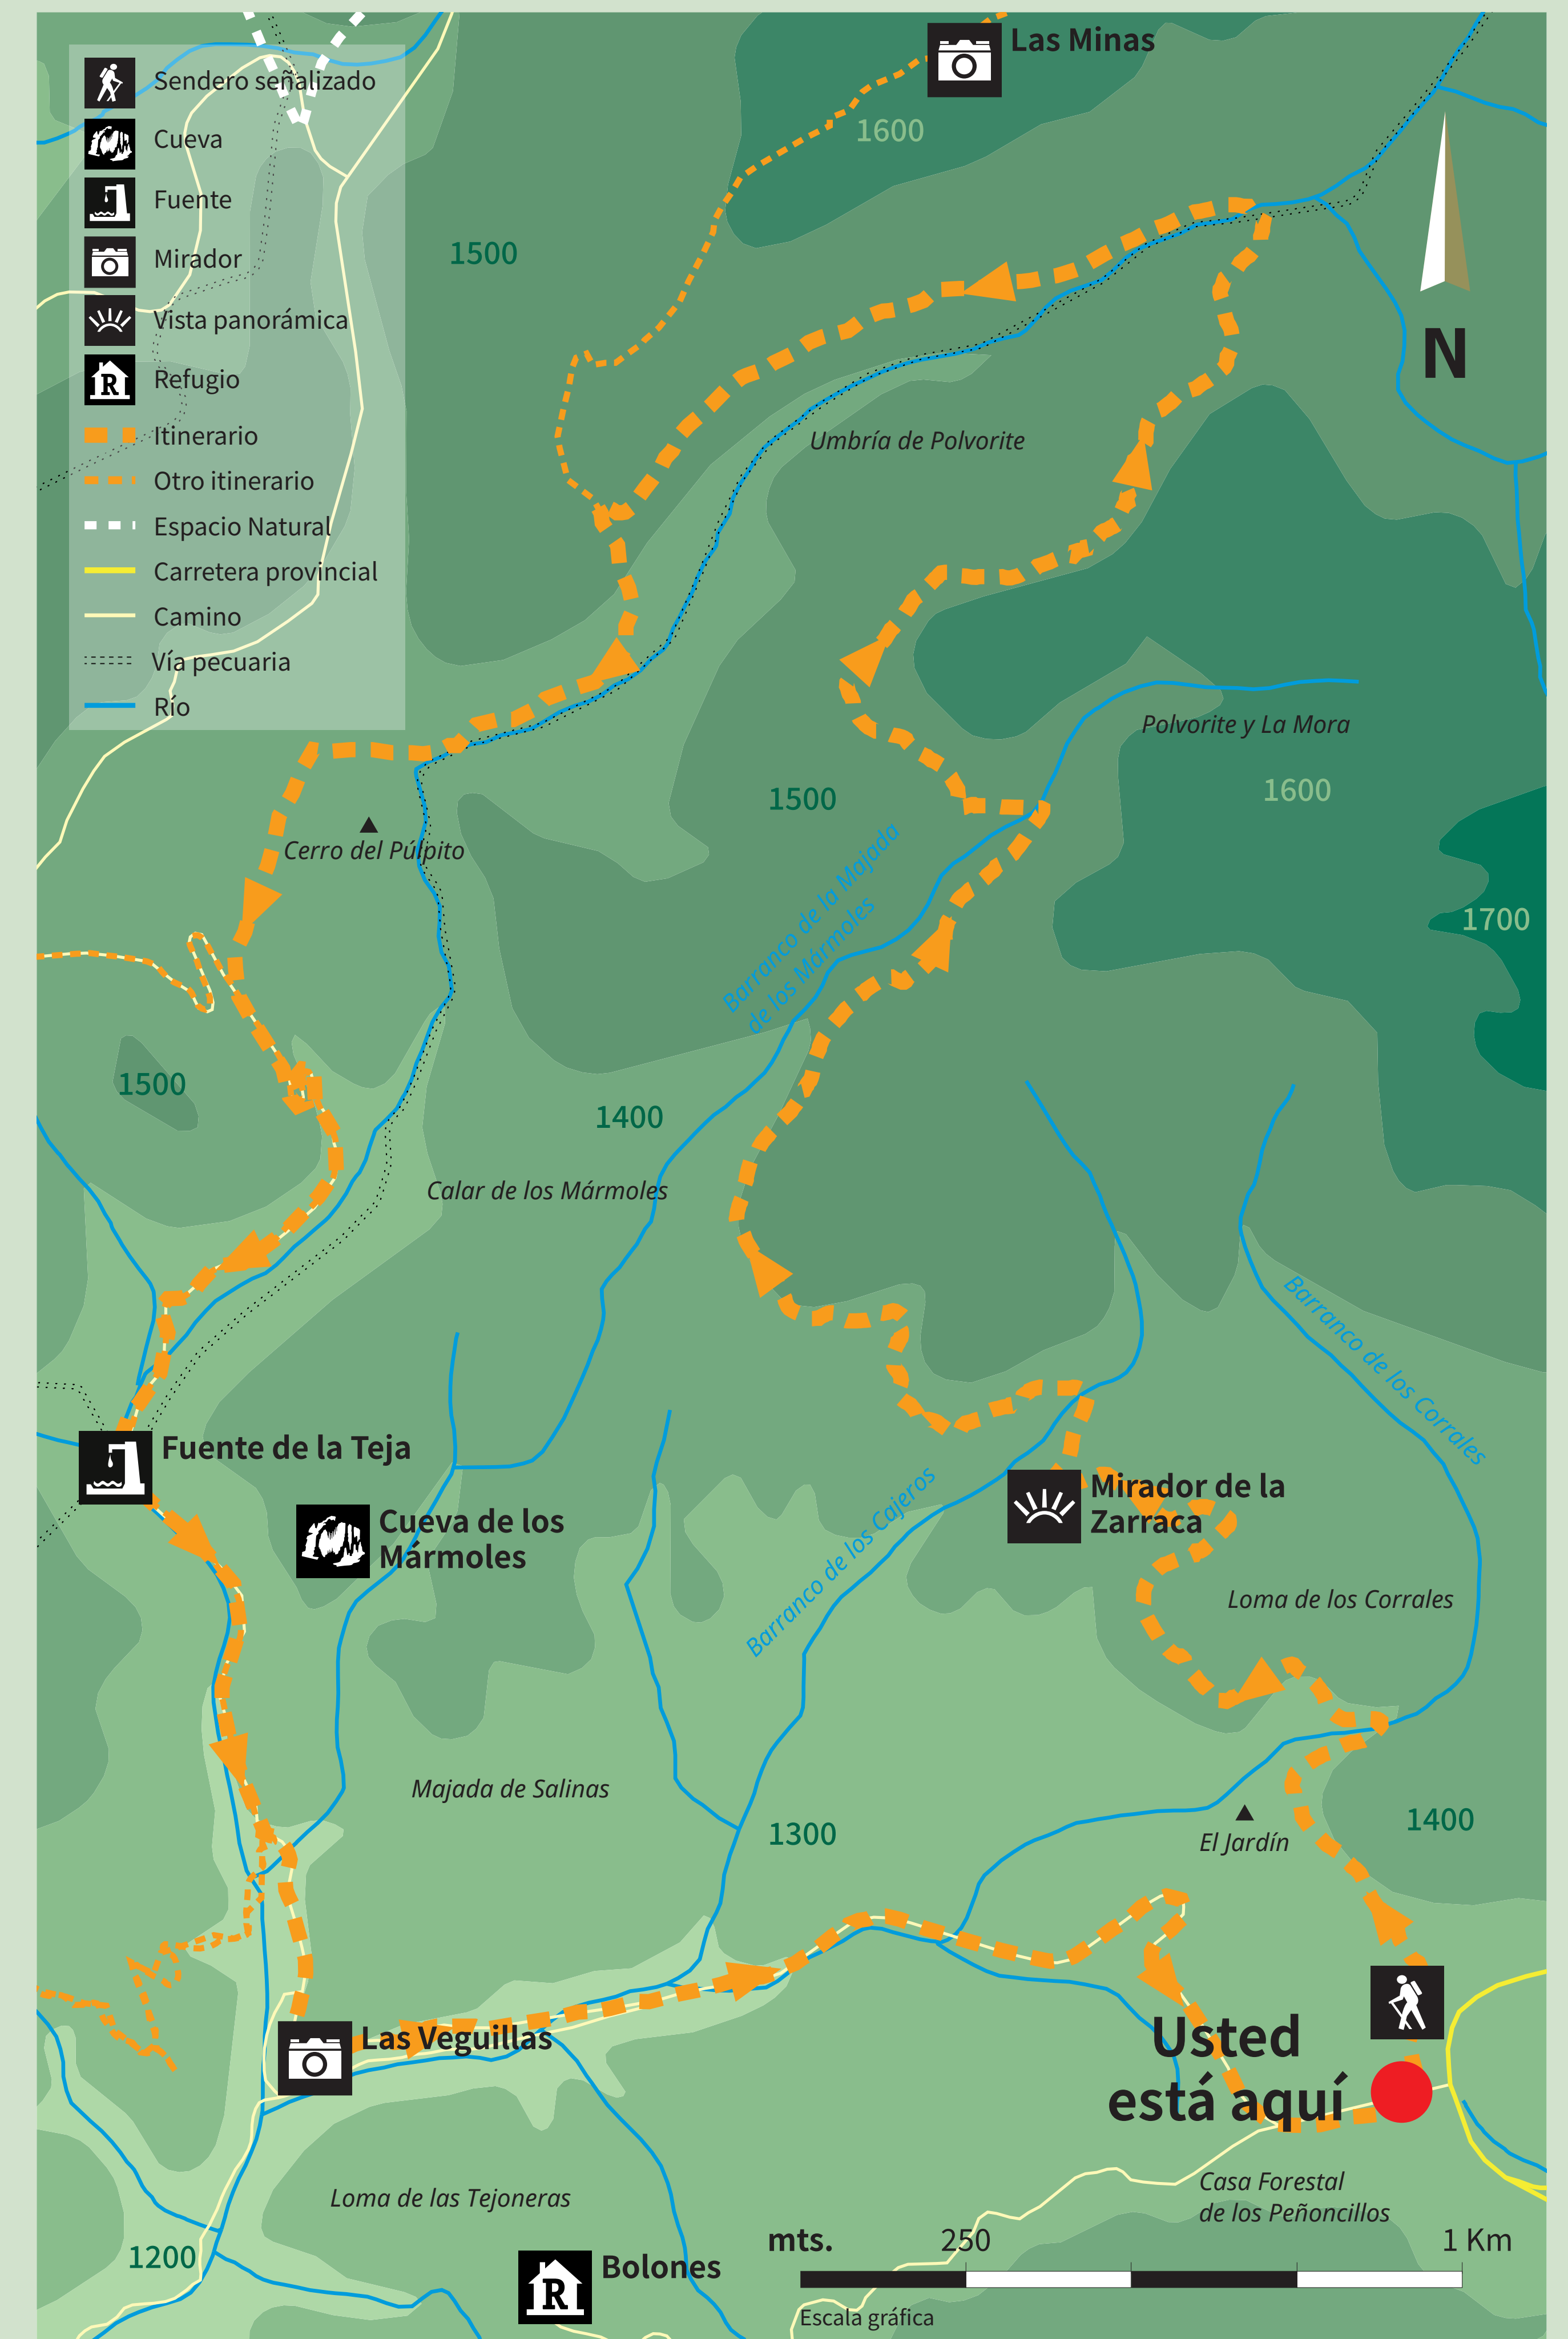 Las Minas
Sendero señalizado
Cueva
Fuente
Mirador
Vista panorámica
R
Refugio
Itinerario
Otro itinerario
Espacio Natural
Carretera provincial
Camino
Vía pecuaria
Río
1600
1500
N
Umbría de Polvorite
Polvorite y La Mora
1600
1500
Cerro del Púlpito
Barranco de la Majada
de los Mármoles
1700
1500
1400
Calar de los Mármoles
Barranco de los Corrales
Fuente de la Teja
Cueva de los
Mármoles
Barranco de los Cajeros
Mirador de la
Zarraca
Loma de los Corrales
Majada de Salinas
1300
1400
El Jardín
Las Veguillas
Usted
está aquí
Casa Forestal
de los Peñoncillos
Loma de las Tejoneras
1200
R
Bolones
mts.
250
1 Km
Escala gráfica